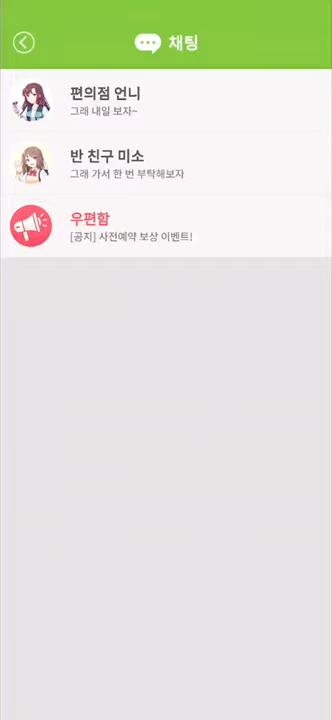 채팅
편의점 언니
그래 내일 보자~
반 친구 미소
그래 가서 한 번 부탁해보자
우편함
[공지] 사전예약 보상 이벤트!